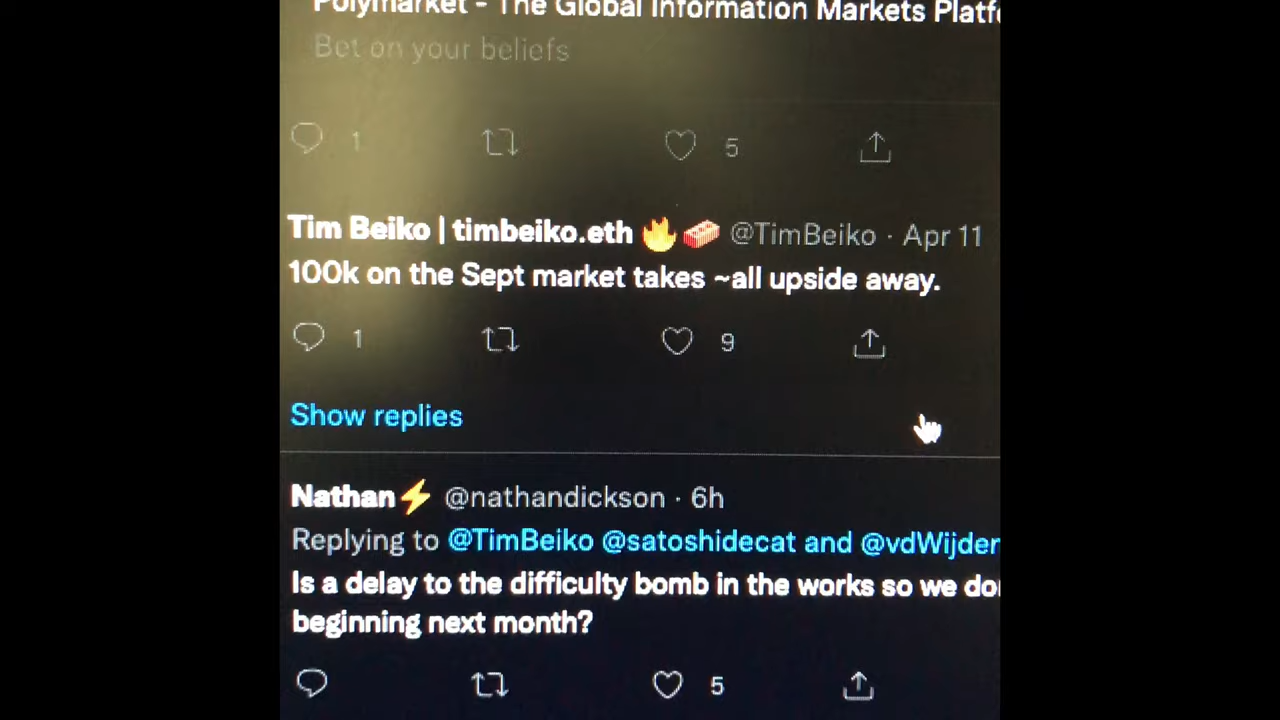 Polymarket - The Global Information Markets
Bet on your beliefs
1 5
Tim Beiko | timbeiko.eth 🔥🧱 @TimBeiko · Apr 11
100k on the Sept market takes ~all upside away.
1 9
Show replies
Nathan⚡ @nathandickson · 6h
Replying to @TimBeiko @satoshidecat and @vdWijder
Is a delay to the difficulty bomb in the works so we do
beginning next month?
5